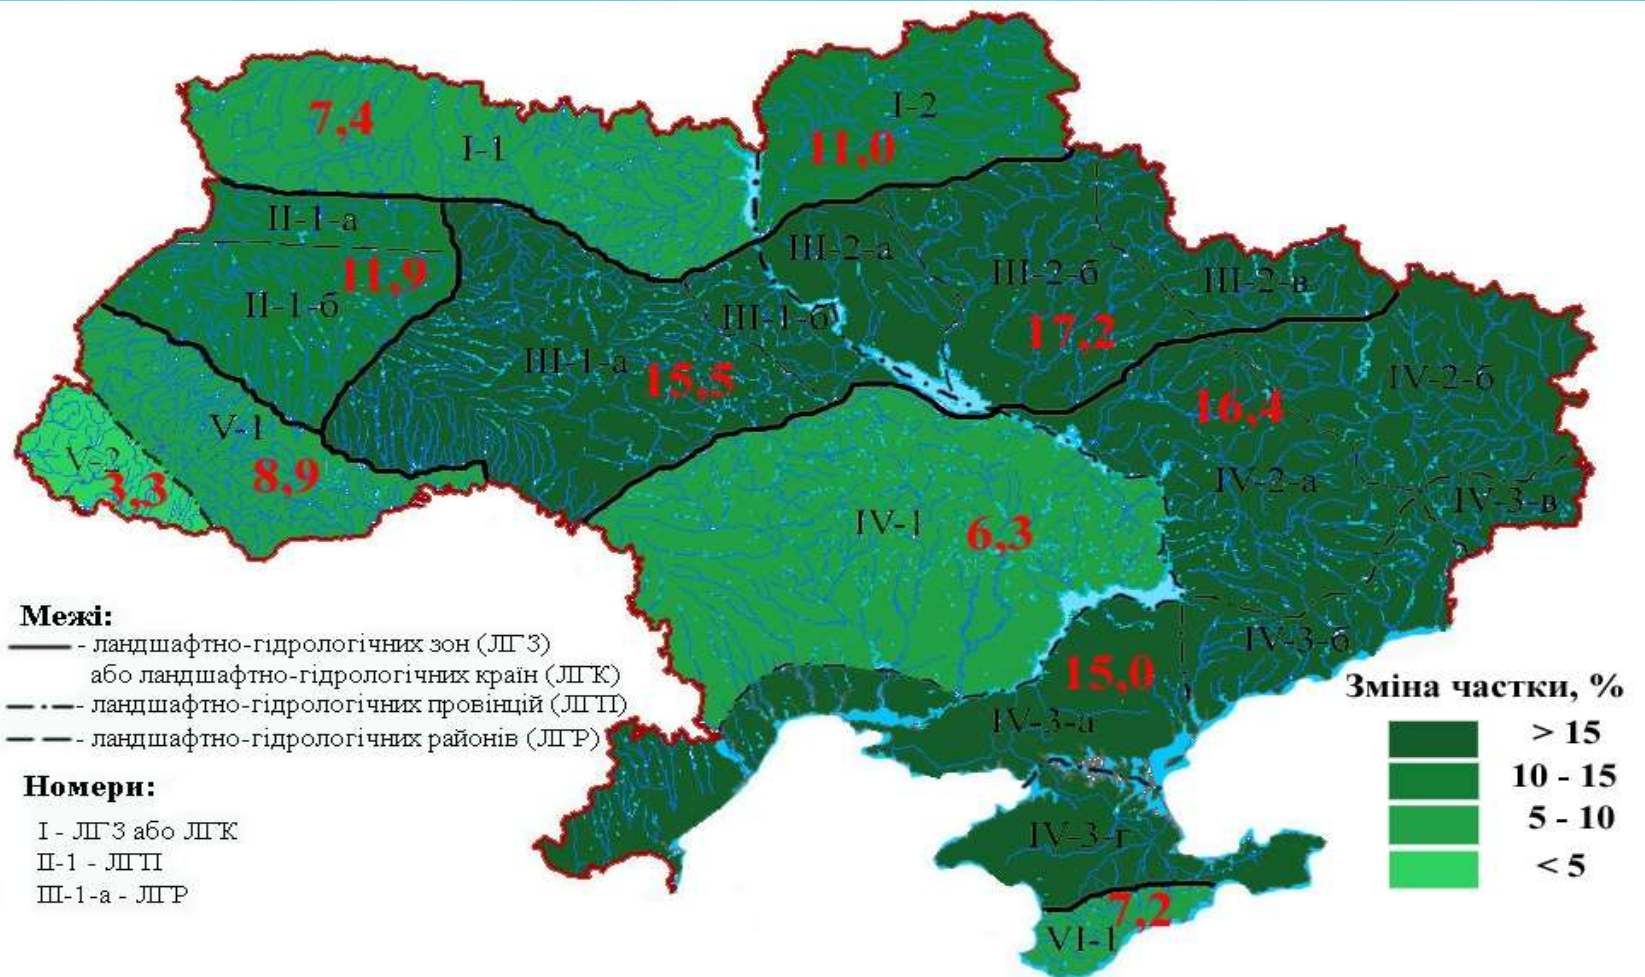 I-2
7,4
11,0
I-1
II-1-а
III-2-а
III-2-б
III-2-в
11,9
II-1-б
III-1-б
17,2
III-1-а
15,5
IV-2-б
16,4
V-1
V-2
3,3
8,9
IV-2-а
IV-3-в
IV-1
6,3
Межі:
- ландшафтно-гідрологічних зон (ЛГЗ)
або ландшафтно-гідрологічних країн (ЛГК)
- ландшафтно-гідрологічних провінцій (ЛГП)
- ландшафтно-гідрологічних районів (ЛГР)
IV-3-б
15,0
IV-3-а
Зміна частки, %
> 15
10 - 15
5 - 10
< 5
Номери:
I - ЛГЗ або ЛГК
II-1 - ЛГП
III-1-а - ЛГР
IV-3-г
7,2
VI-1